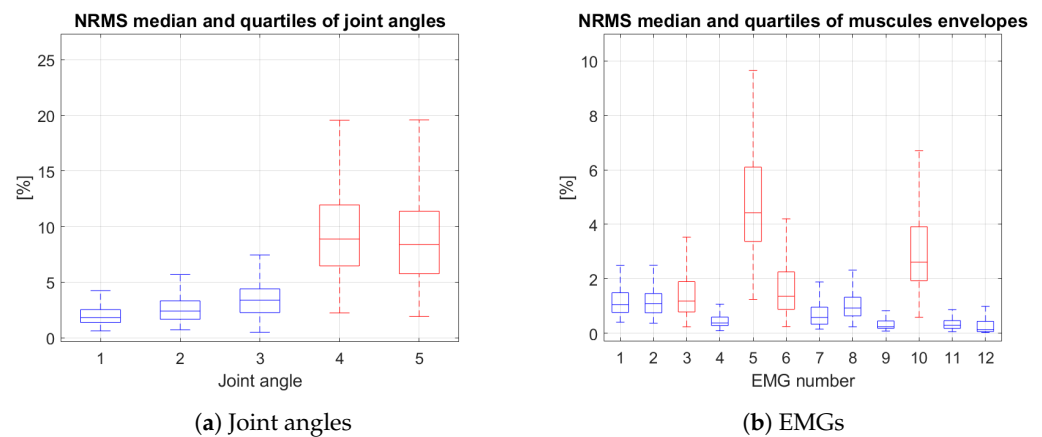 NRMS median and quartiles of joint angles
25
20
15
10
5
0
[%]
1 2 3 4 5
Joint angle
(a) Joint angles
NRMS median and quartiles of muscules envelopes
10
8
6
4
2
0
[%]
1 2 3 4 5 6 7 8 9 10 11 12
EMG number
(b) EMGs